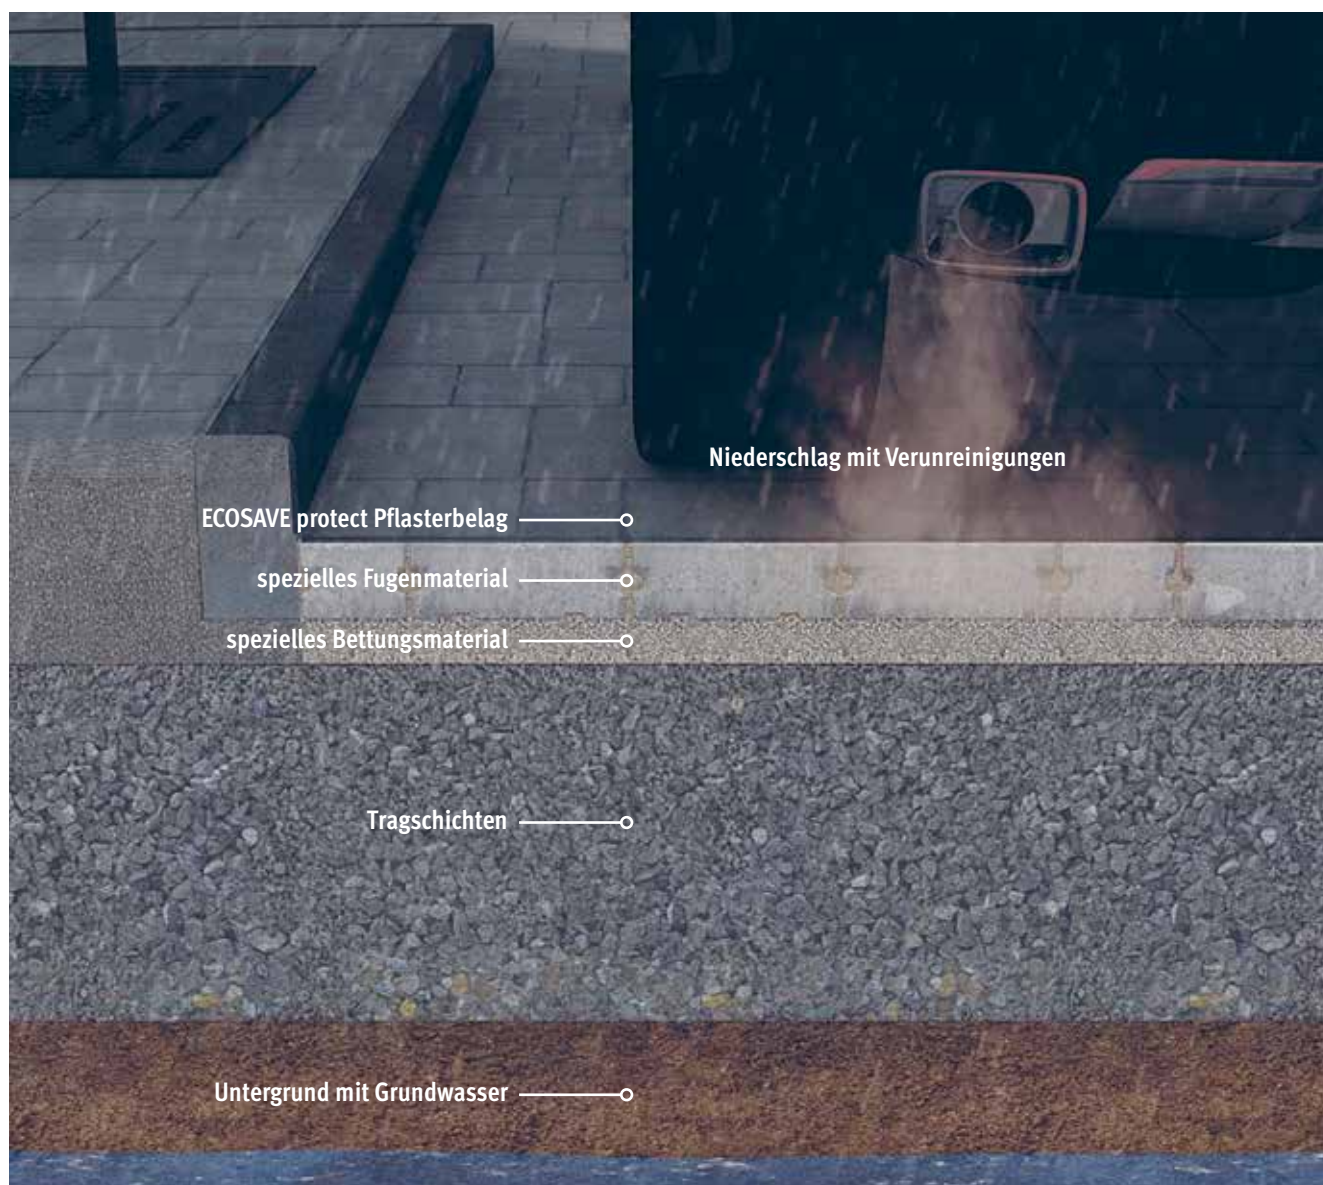 Niederschlag mit Verunreinigungen
ECOSAVE protect Pflasterbelag
spezielles Fugenmaterial
spezielles Bettungsmaterial
Tragschichten
Untergrund mit Grundwasser